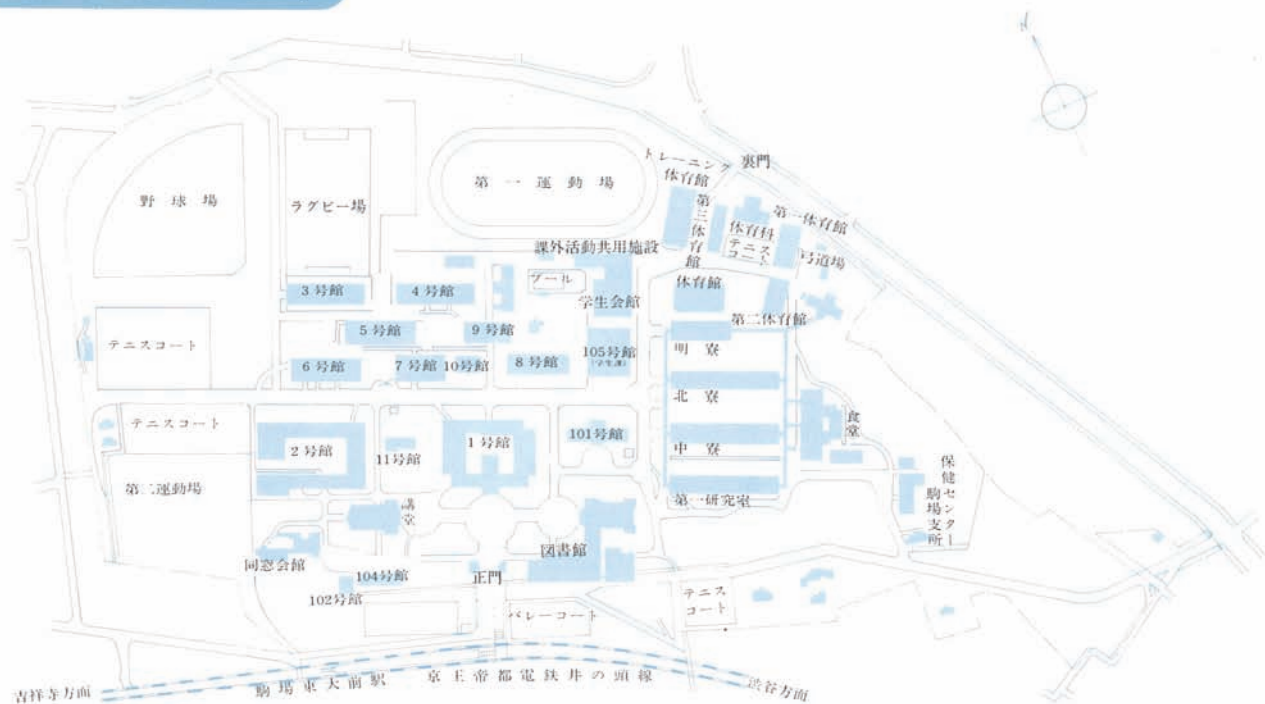 N
野球場
ラグビー場
第一運動場
トレーニング
体育館
裏門
第三体育館
体育科
テニス
コート
第一体育館
弓道場
課外活動共用施設
プール
学生会館
体育館
第二体育館
3号館
4号館
5号館
9号館
6号館
7号館
10号館
8号館
105号館
(学生課)
テニスコート
明寮
北寮
中寮
第一研究室
食堂
保健センター
駒場支所
テニスコート
第二運動場
2号館
11号館
1号館
101号館
講堂
図書館
同窓会館
104号館
102号館
正門
バレーコート
テニス
コート
吉祥寺方面
駒場東大前駅
京王帝都電鉄井の頭線
渋谷方面